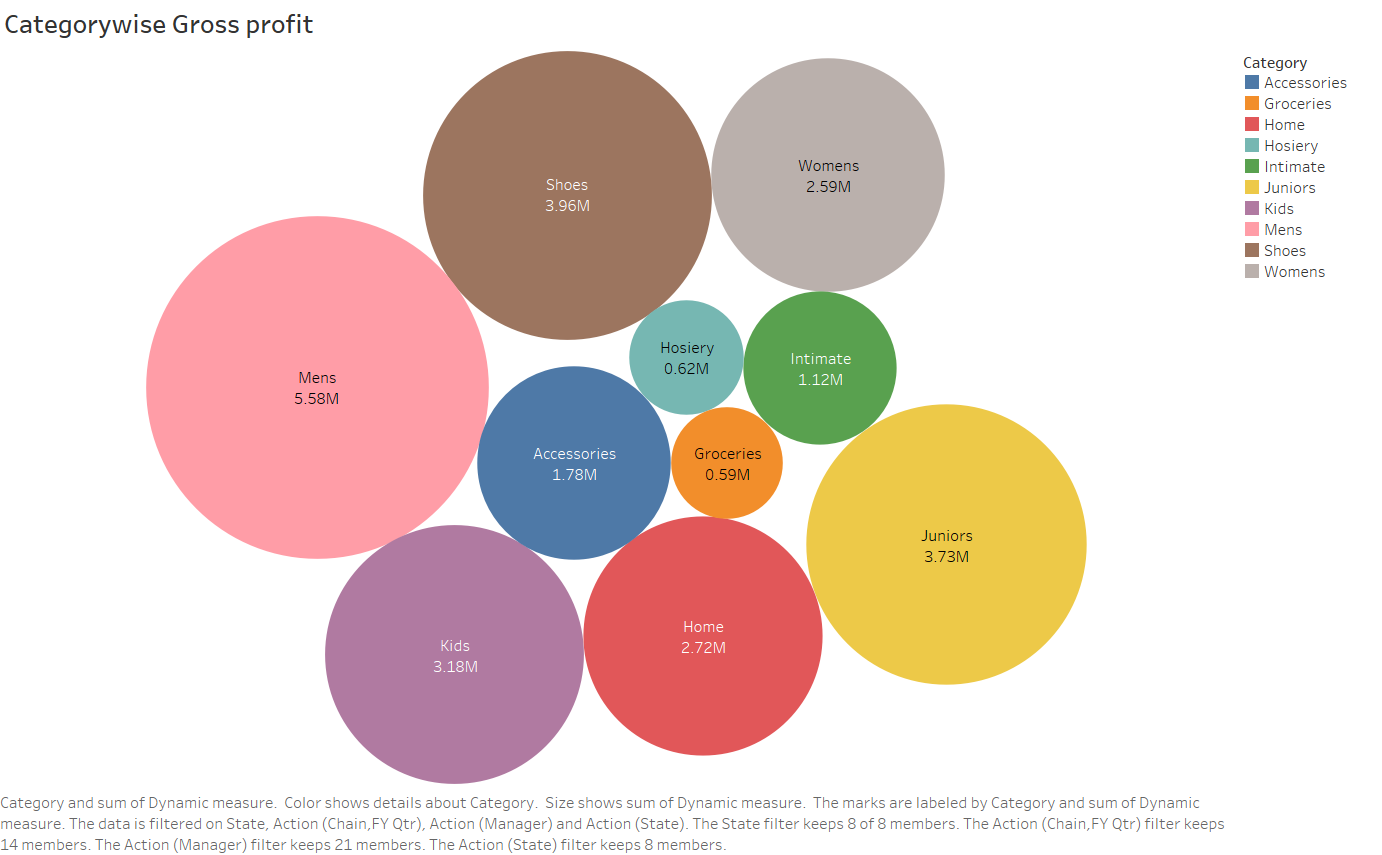 Categorywise Gross profit
Category
Accessories
Groceries
Home
Hosiery
Intimate
Juniors
Kids
Mens
Shoes
Womens
Shoes
3.96M
Womens
2.59M
Hosiery
0.62M
Intimate
1.12M
Mens
5.58M
Accessories
1.78M
Groceries
0.59M
Juniors
3.73M
Kids
3.18M
Home
2.72M
Category and sum of Dynamic measure.  Color shows details about Category.  Size shows sum of Dynamic measure.  The marks are labeled by Category and sum of Dynamic
measure. The data is filtered on State, Action (Chain,FY Qtr), Action (Manager) and Action (State). The State filter keeps 8 of 8 members. The Action (Chain,FY Qtr) filter keeps
14 members. The Action (Manager) filter keeps 21 members. The Action (State) filter keeps 8 members.